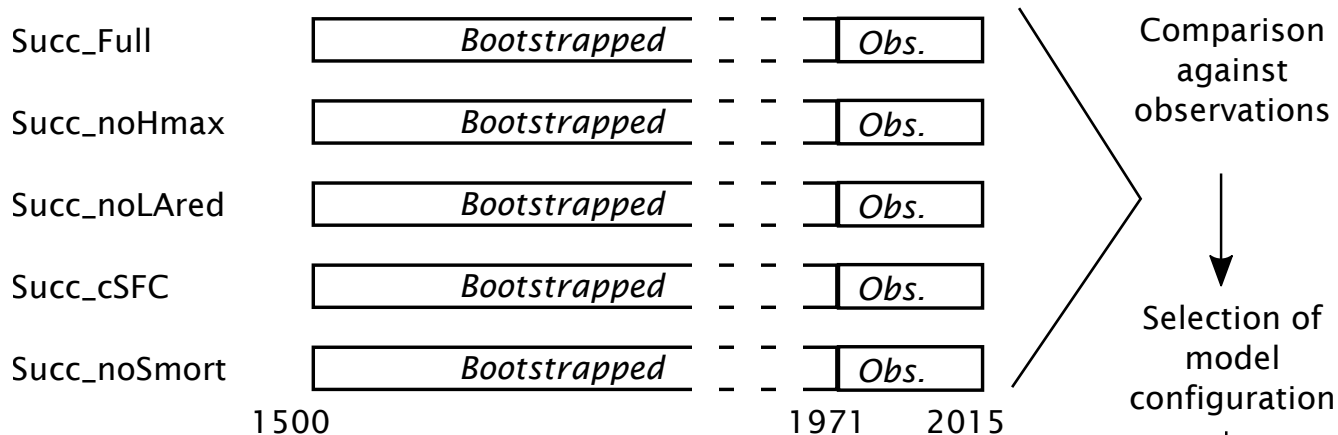 Succ_Full Bootstrapped Obs.
Succ_noHmax Bootstrapped Obs.
Succ_noLAred Bootstrapped Obs.
Succ_cSFC Bootstrapped Obs.
Succ_noSmort Bootstrapped Obs.
1500 1971 2015
Comparison
against
observations
Selection of
model
configuration